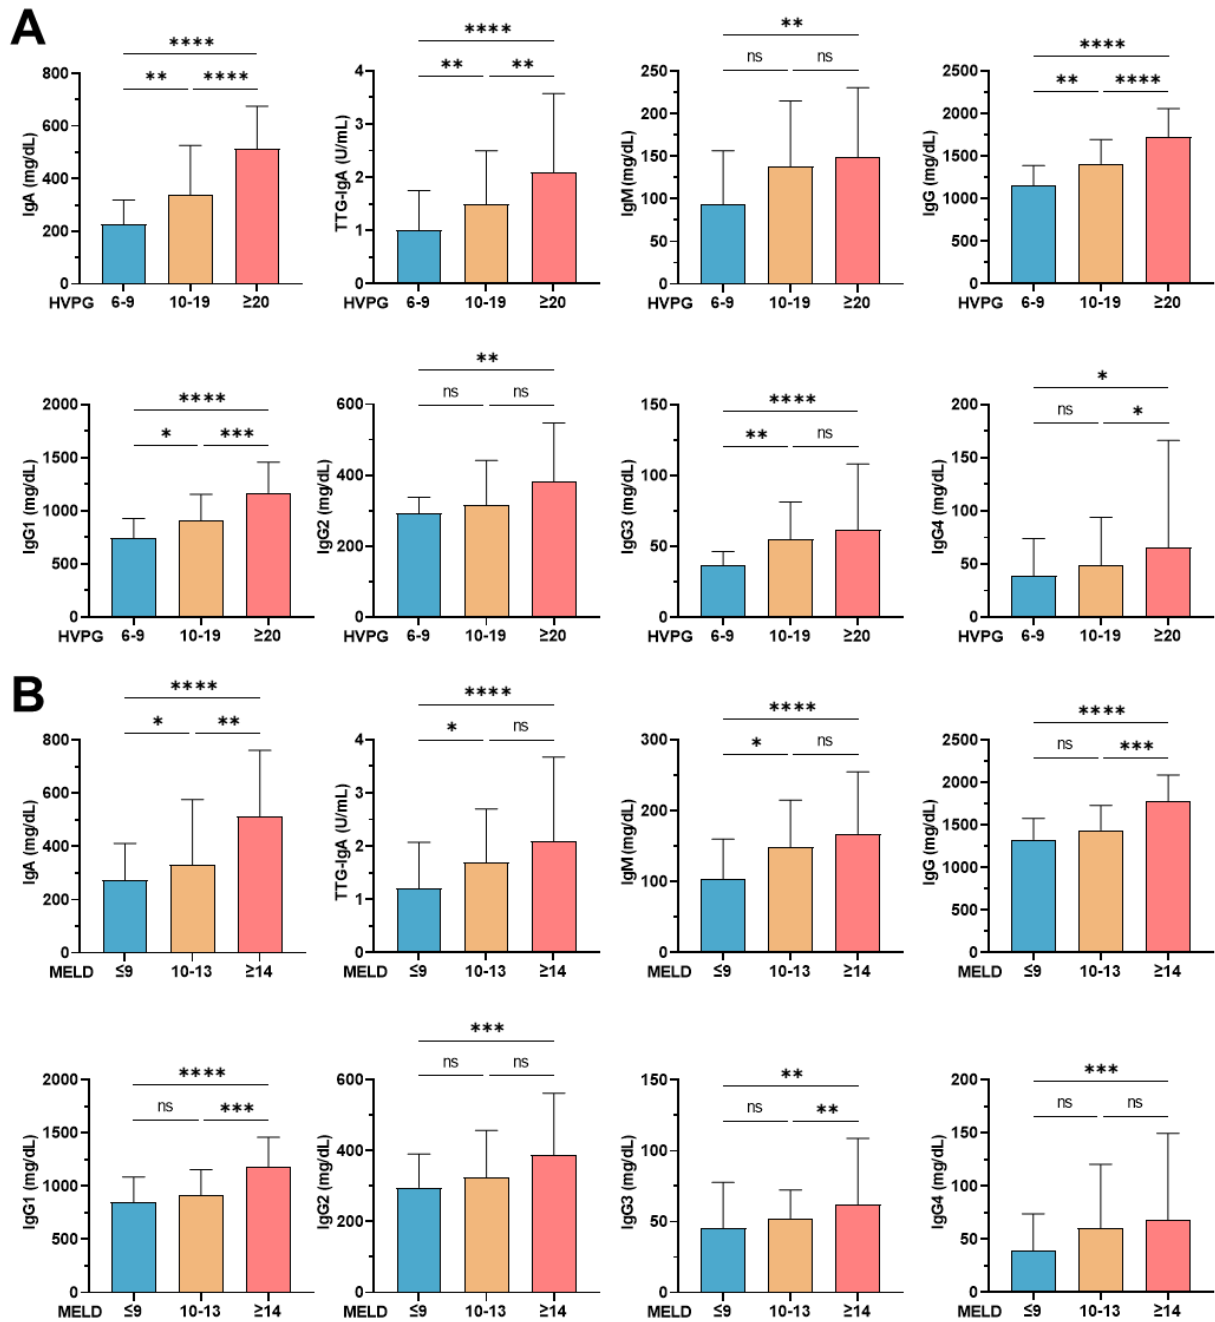 A
****
** ****
800
600
400
200
0
IgA (mg/dL)
HVPG 6-9 10-19 ≥20
****
** **
4
3
2
1
0
TTG-IgA (U/mL)
HVPG 6-9 10-19 ≥20
**
ns ns
250
200
150
100
50
0
IgM (mg/dL)
HVPG 6-9 10-19 ≥20
****
** ****
2500
2000
1500
1000
500
0
IgG (mg/dL)
HVPG 6-9 10-19 ≥20
****
* ***
2000
1500
1000
500
0
IgG1 (mg/dL)
HVPG 6-9 10-19 ≥20
**
ns ns
600
400
200
0
IgG2 (mg/dL)
HVPG 6-9 10-19 ≥20
****
** ns
150
100
50
0
IgG3 (mg/dL)
HVPG 6-9 10-19 ≥20
*
ns *
200
150
100
50
0
IgG4 (mg/dL)
HVPG 6-9 10-19 ≥20
B
****
* **
800
600
400
200
0
IgA (mg/dL)
MELD ≤9 10-13 ≥14
****
* ns
4
3
2
1
0
TTG-IgA (U/mL)
MELD ≤9 10-13 ≥14
****
* ns
300
200
100
0
IgM (mg/dL)
MELD ≤9 10-13 ≥14
****
ns ***
2500
2000
1500
1000
500
0
IgG (mg/dL)
MELD ≤9 10-13 ≥14
****
ns ***
2000
1500
1000
500
0
IgG1 (mg/dL)
MELD ≤9 10-13 ≥14
***
ns ns
600
400
200
0
IgG2 (mg/dL)
MELD ≤9 10-13 ≥14
**
ns **
150
100
50
0
IgG3 (mg/dL)
MELD ≤9 10-13 ≥14
***
ns ns
200
150
100
50
0
IgG4 (mg/dL)
MELD ≤9 10-13 ≥14